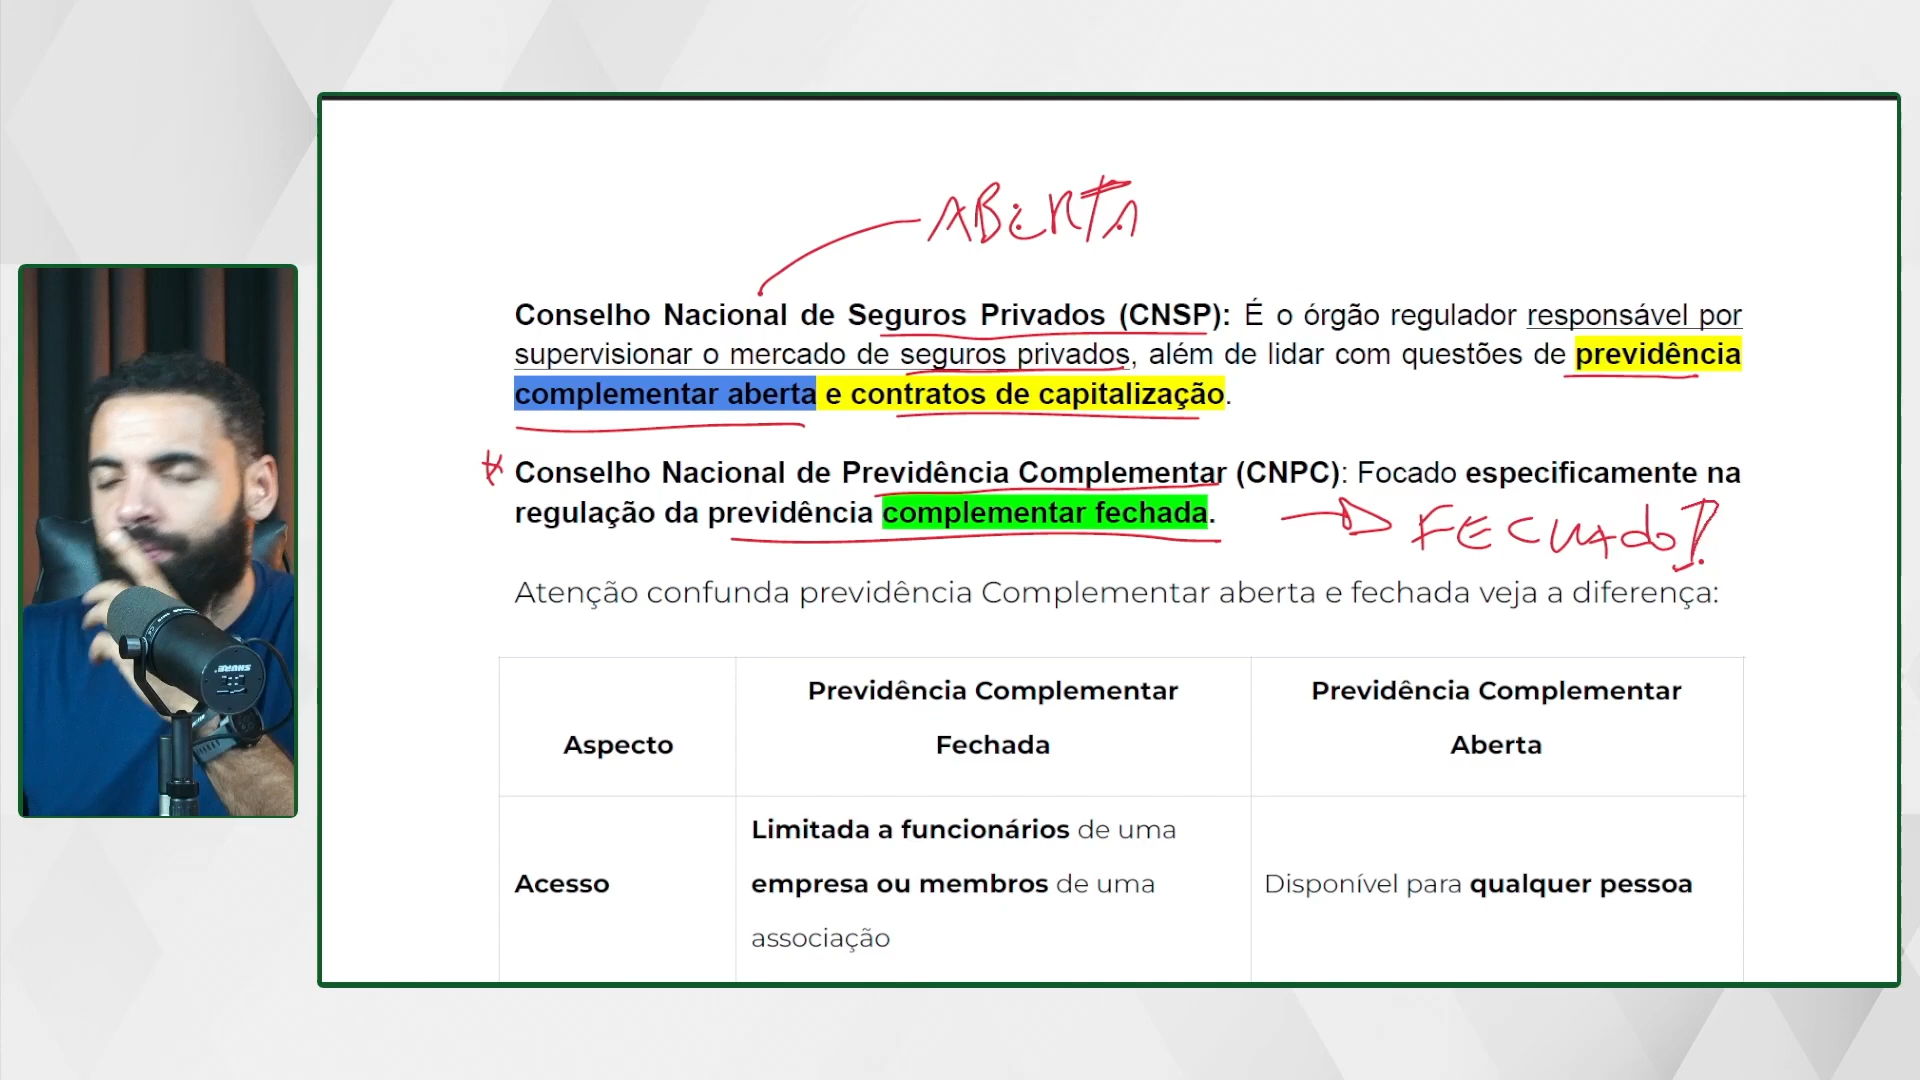 ABERTA
Conselho Nacional de Seguros Privados (CNSP): É o órgão regulador responsável por
supervisionar o mercado de seguros privados, além de lidar com questões de previdência
complementar aberta e contratos de capitalização.
* Conselho Nacional de Previdência Complementar (CNPC): Focado especificamente na
regulação da previdência complementar fechada.
FECHADO!
Atenção confunda previdência Complementar aberta e fechada veja a diferença:
Aspecto
Previdência Complementar
Fechada
Previdência Complementar
Aberta
Acesso
Limitada a funcionários de uma
empresa ou membros de uma
associação
Disponível para qualquer pessoa
SHURE